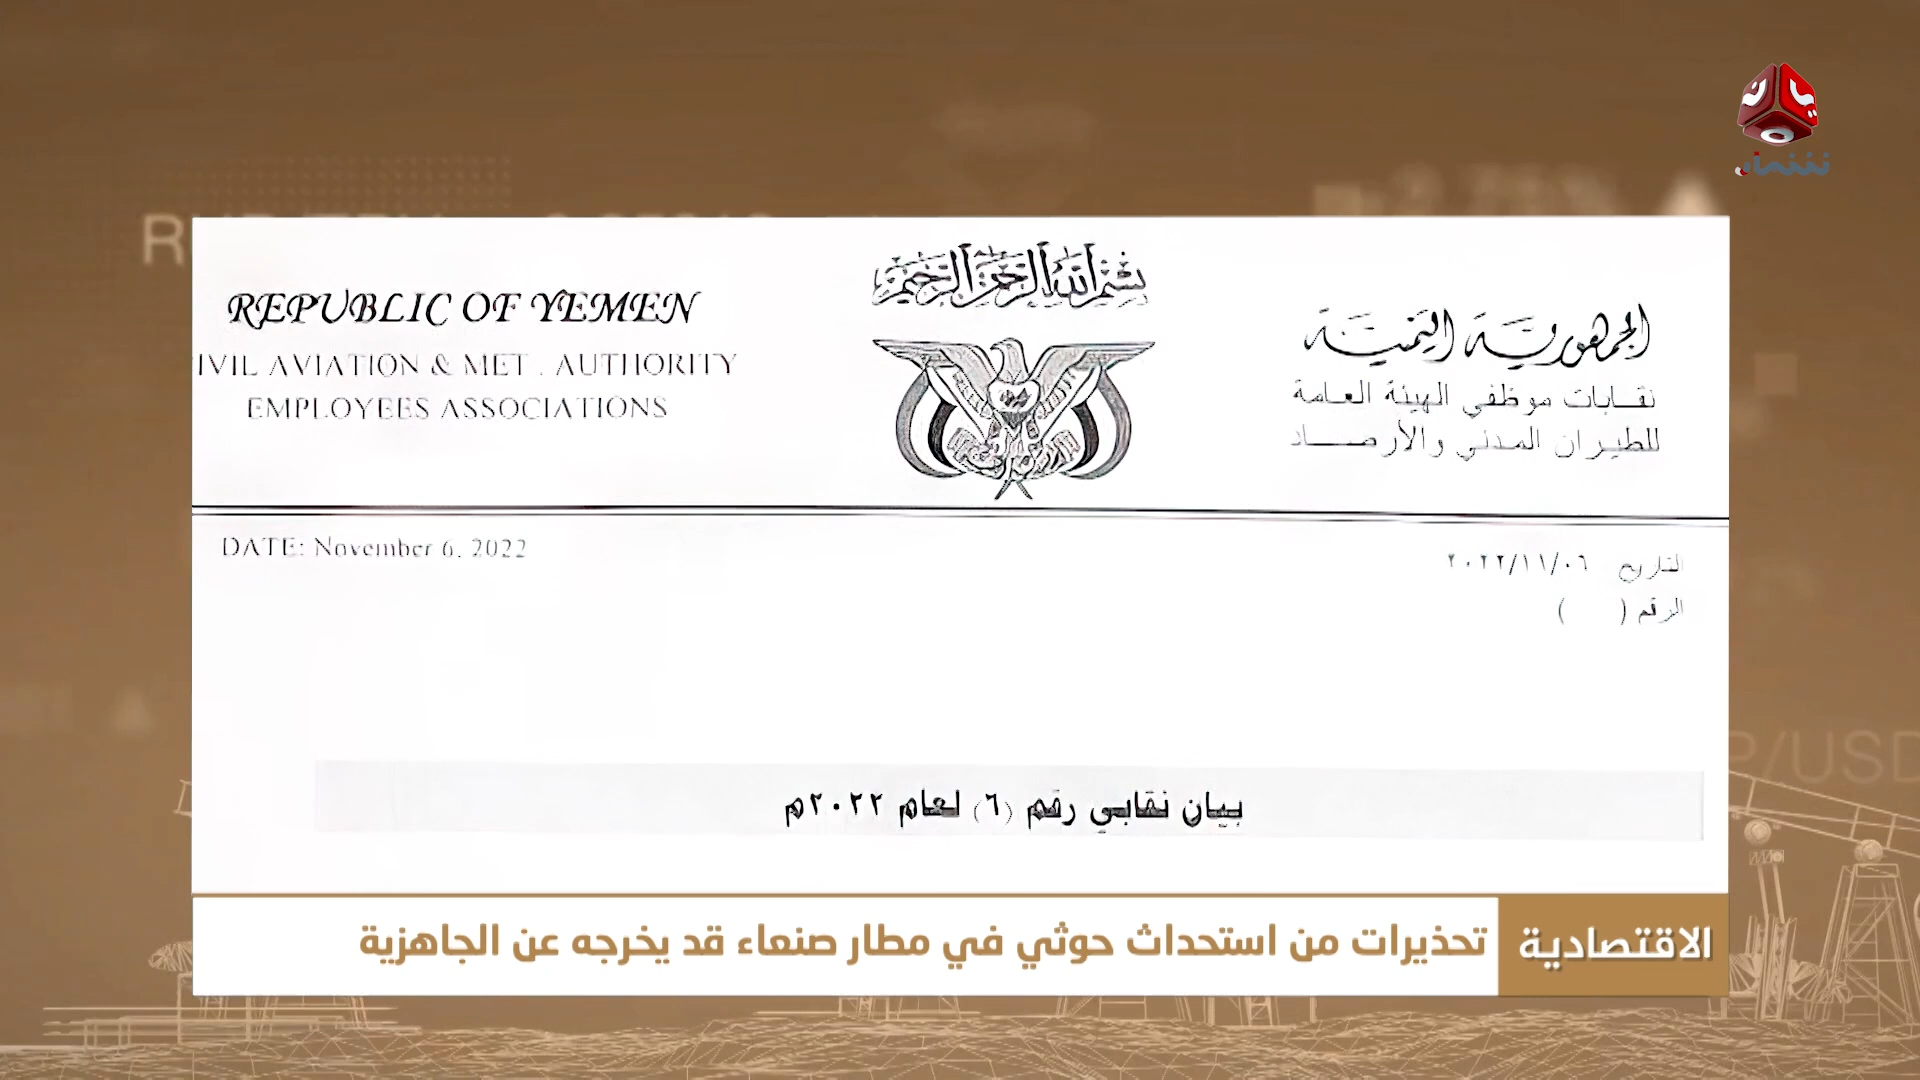 بسم الله الرحمن الرحيم
REPUBLIC OF YEMEN
IVIL AVIATION & MET . AUTHORITY
EMPLOYEES ASSOCIATIONS
الجمهورية اليمنية
نقابات موظفي الهيئة العامة
للطيران المدني والأرصاد
DATE: November 6, 2022
التاريخ ٢٠٢٢/١١/٠٦
الرقم ( )
بيان نقابي رقم (٦) لعام ٢٠٢٢م
الاقتصادية
تحذيرات من استحداث حوثي في مطار صنعاء قد يخرجه عن الجاهزية
P/USD